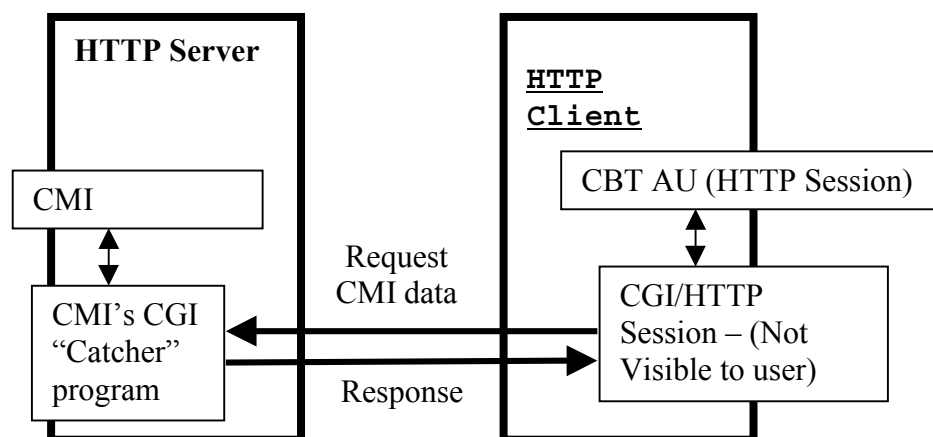 HTTP Server
HTTP
Client
CMI
CBT AU (HTTP Session)
Request
CMI data
CMI’s CGI
“Catcher”
program
CGI/HTTP
Session – (Not
Visible to user)
Response